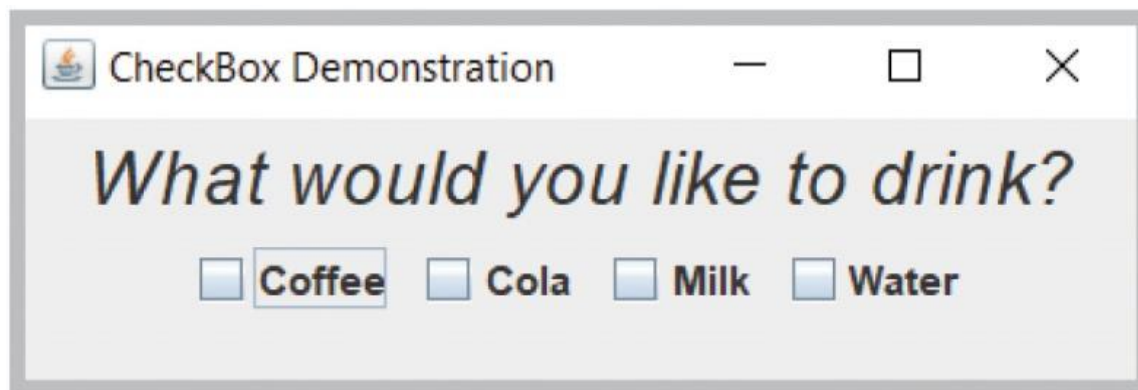 CheckBox Demonstration
What would you like to drink?
Coffee Cola Milk Water